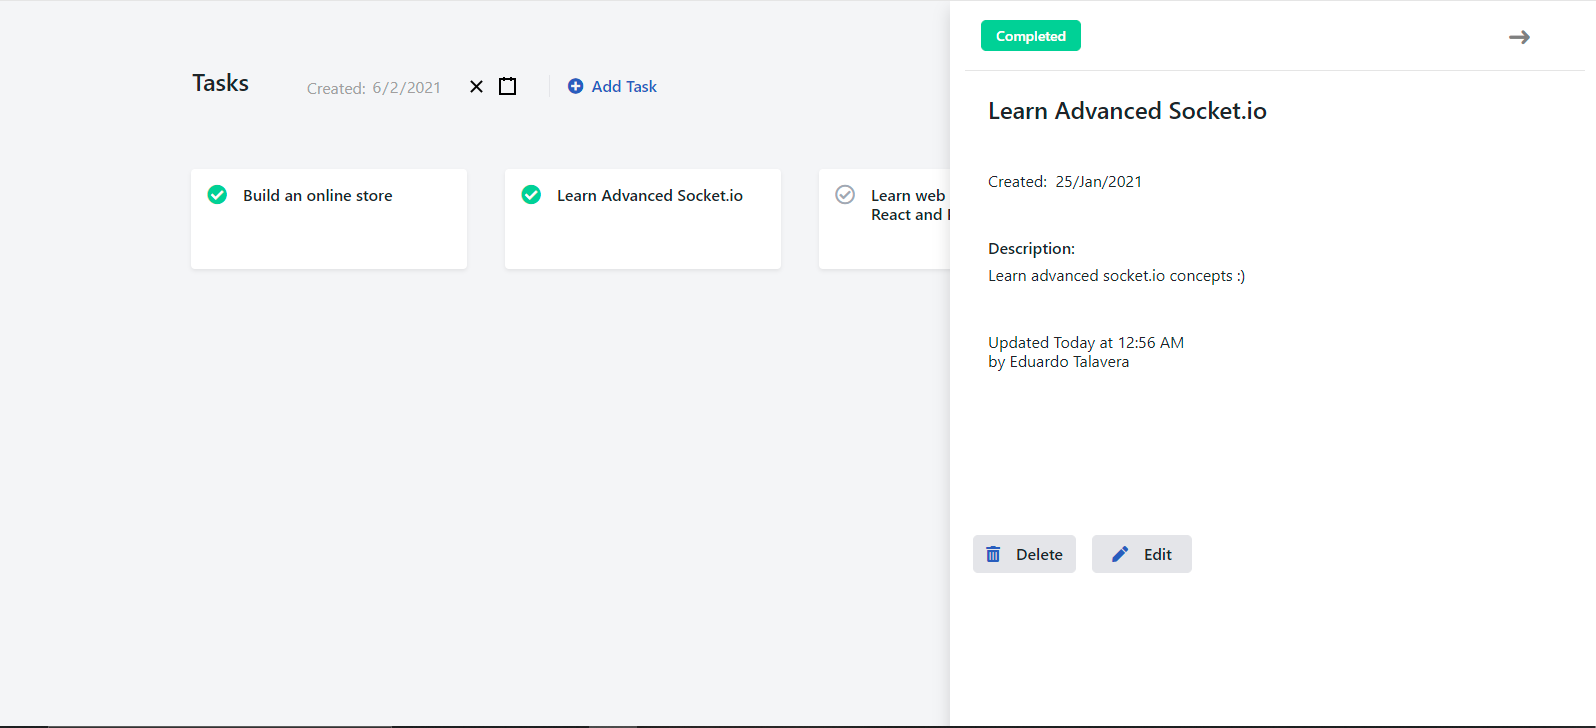 Tasks
Created: 6/2/2021
Add Task
Build an online store
Learn Advanced Socket.io
Learn web
React and
Completed
Learn Advanced Socket.io
Created: 25/Jan/2021
Description:
Learn advanced socket.io concepts :)
Updated Today at 12:56 AM
by Eduardo Talavera
Delete
Edit